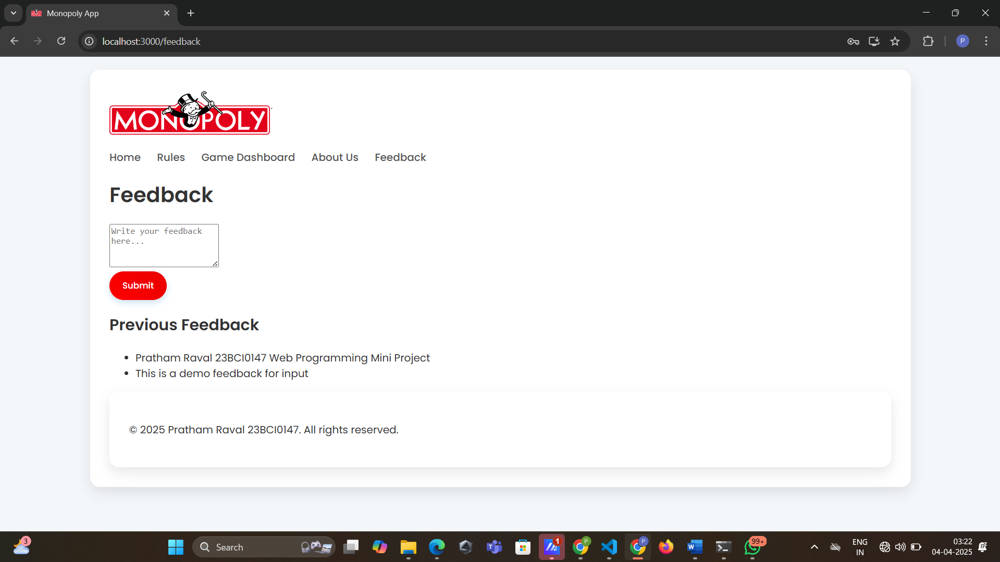 Monopoly App
localhost:3000/feedback
P
MONOPOLY
Home Rules Game Dashboard About Us Feedback
Feedback
Write your feedback
here...
Submit
Previous Feedback
• Pratham Raval 23BCI0147 Web Programming Mini Project
• This is a demo feedback for input
© 2025 Pratham Raval 23BCI0147. All rights reserved.
3
Search
T
1
P
P
W
99+
ENG
IN
03:22
04-04-2025